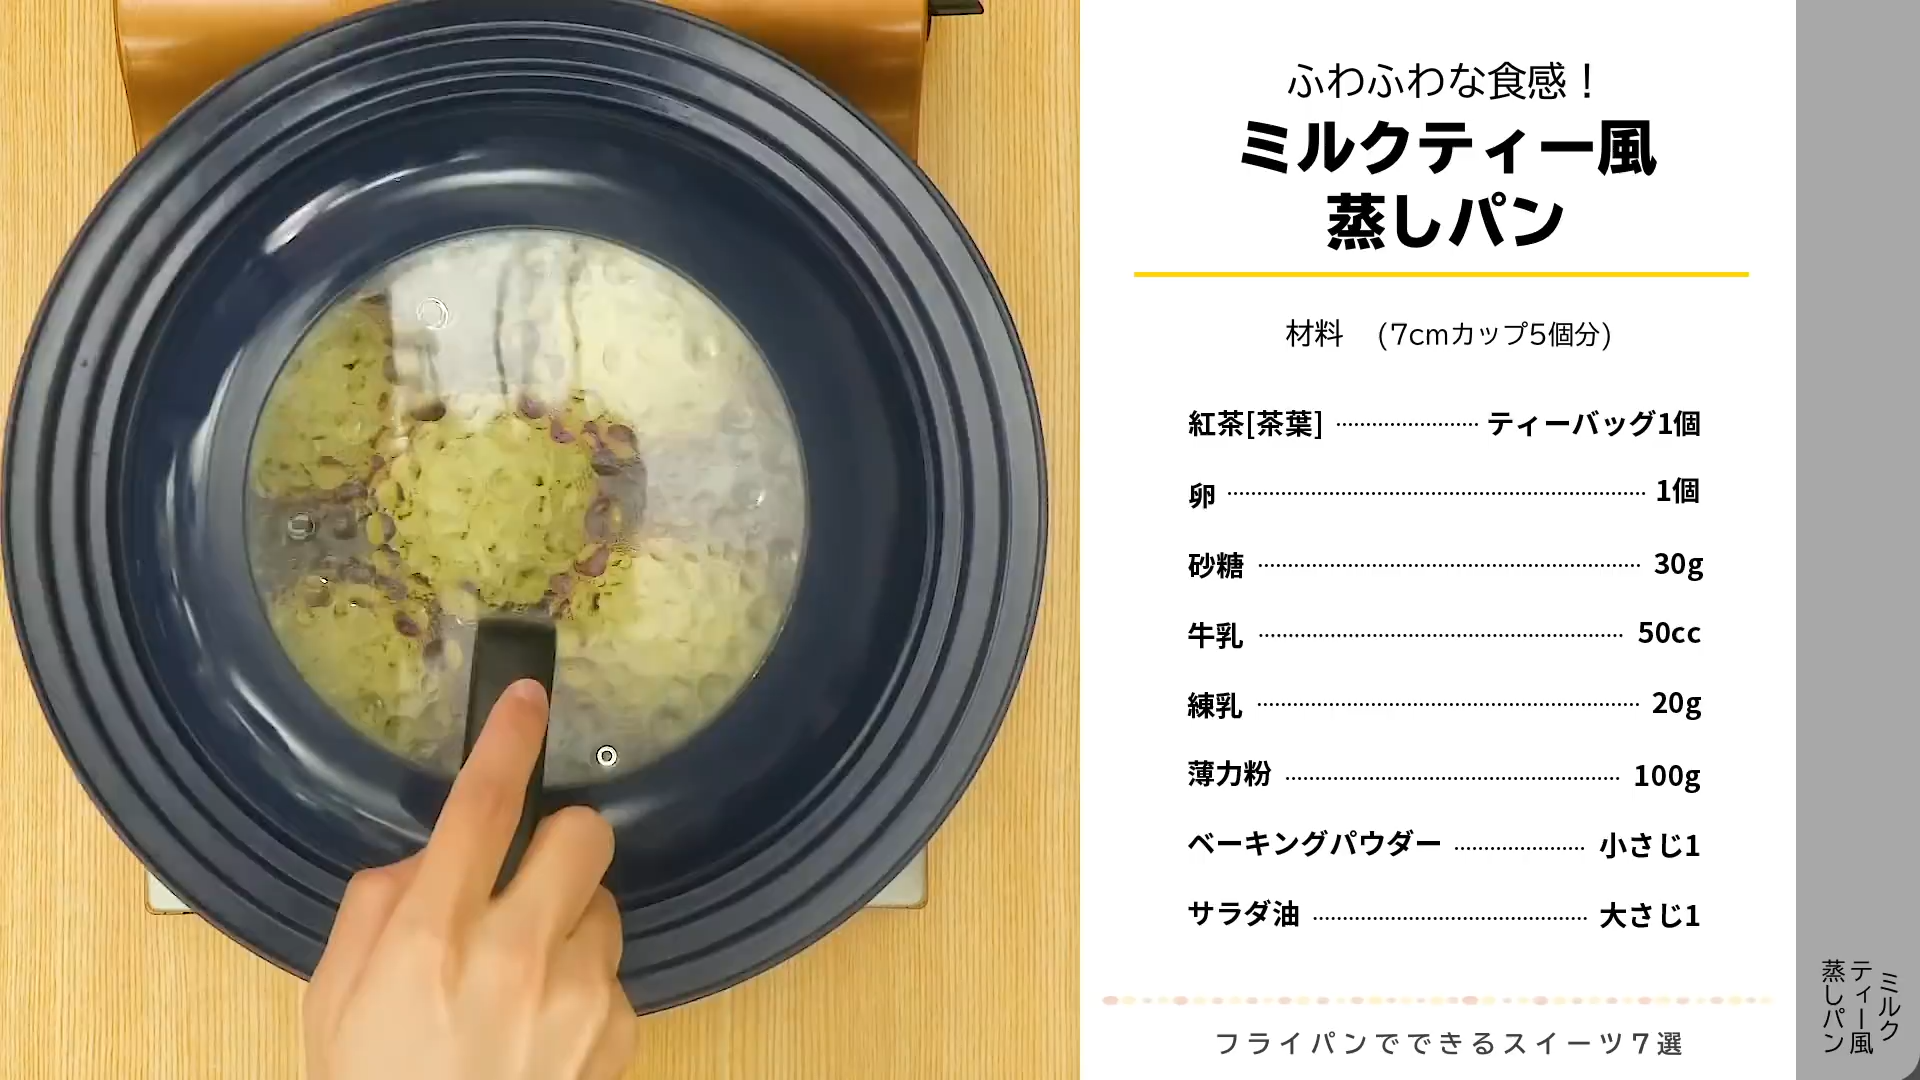 ふわふわな食感！
ミルクティー風
蒸しパン
材料　(7cmカップ5個分)
紅茶[茶葉] ティーバッグ1個
卵 1個
砂糖 30g
牛乳 50cc
練乳 20g
薄力粉 100g
ベーキングパウダー 小さじ1
サラダ油 大さじ1
フライパンでできるスイーツ7選
ミルク
ティー風
蒸しパン